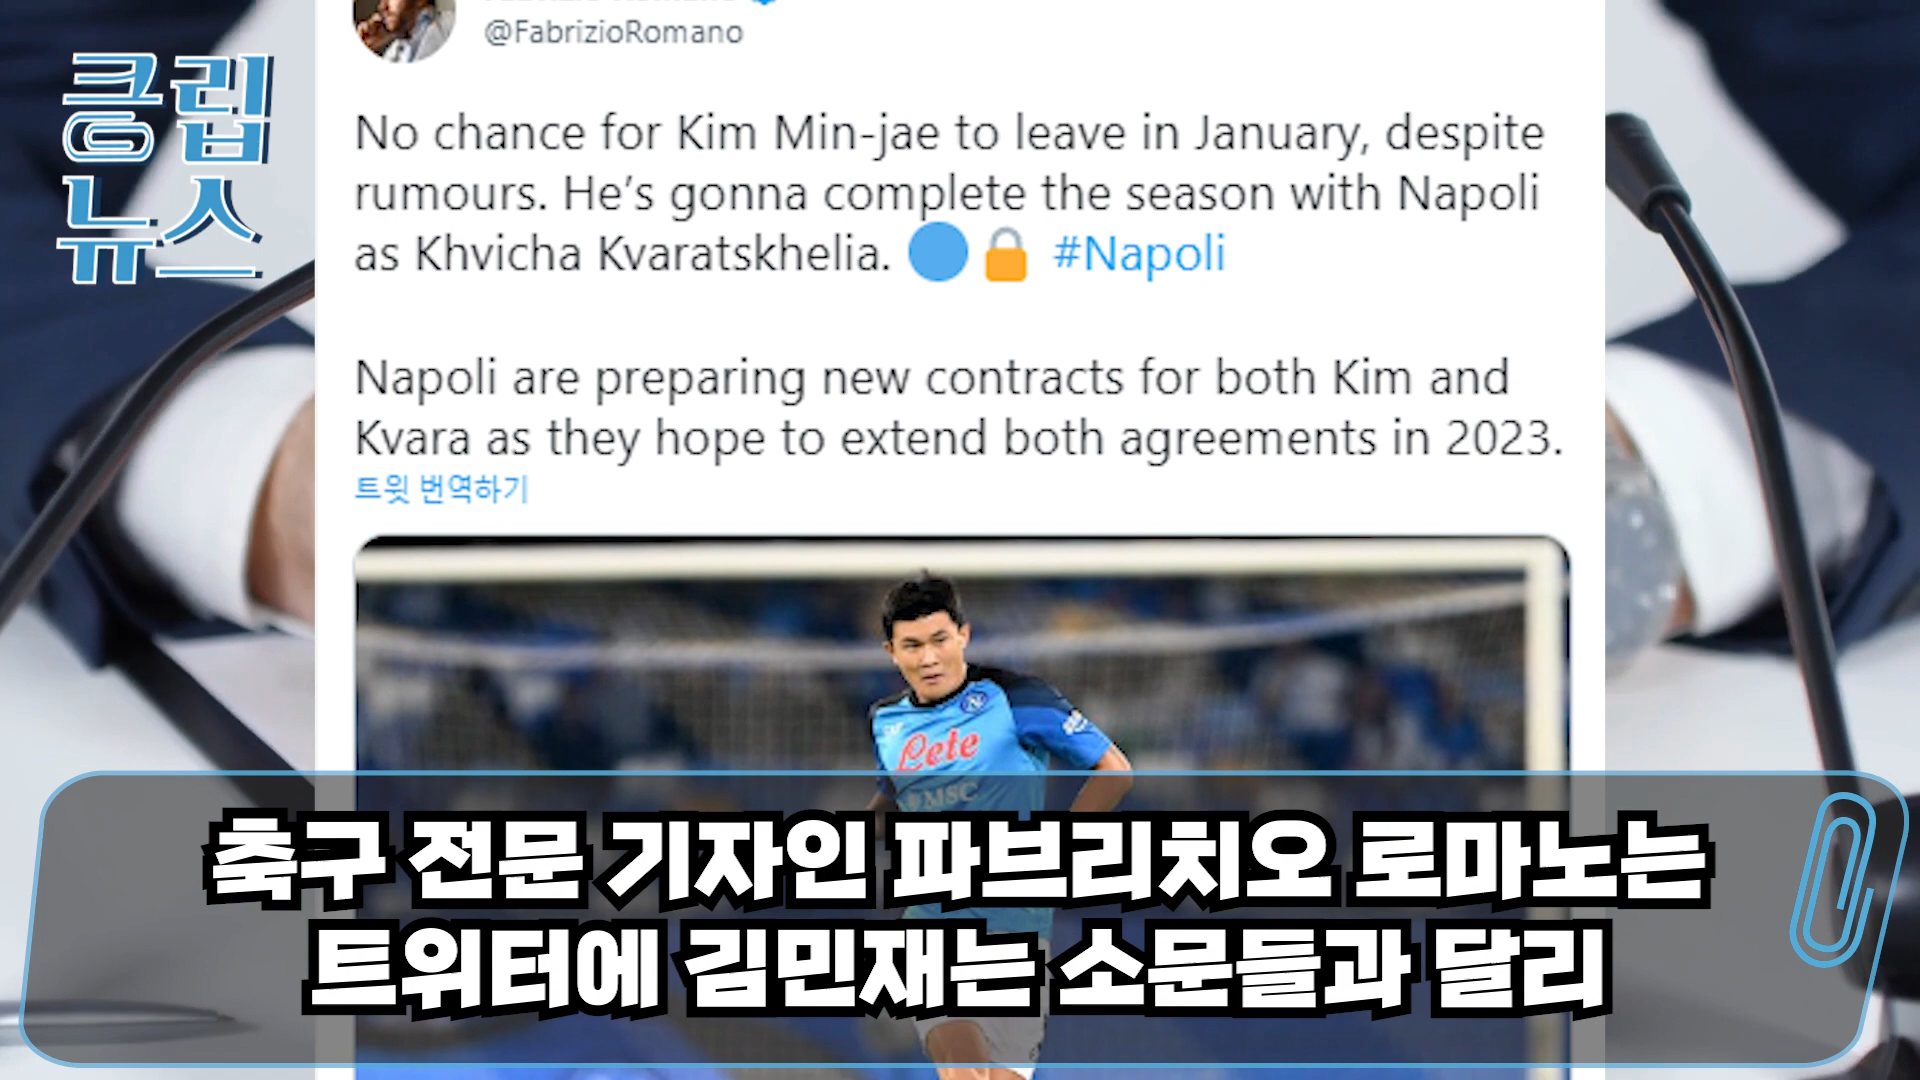 클립
뉴스
@FabrizioRomano
No chance for Kim Min-jae to leave in January, despite
rumours. He’s gonna complete the season with Napoli
as Khvicha Kvaratskhelia. 🔵🔒 #Napoli
Napoli are preparing new contracts for both Kim and
Kvara as they hope to extend both agreements in 2023.
트윗 번역하기
Lete
MSC
축구 전문 기자인 파브리치오 로마노는
트위터에 김민재는 소문들과 달리